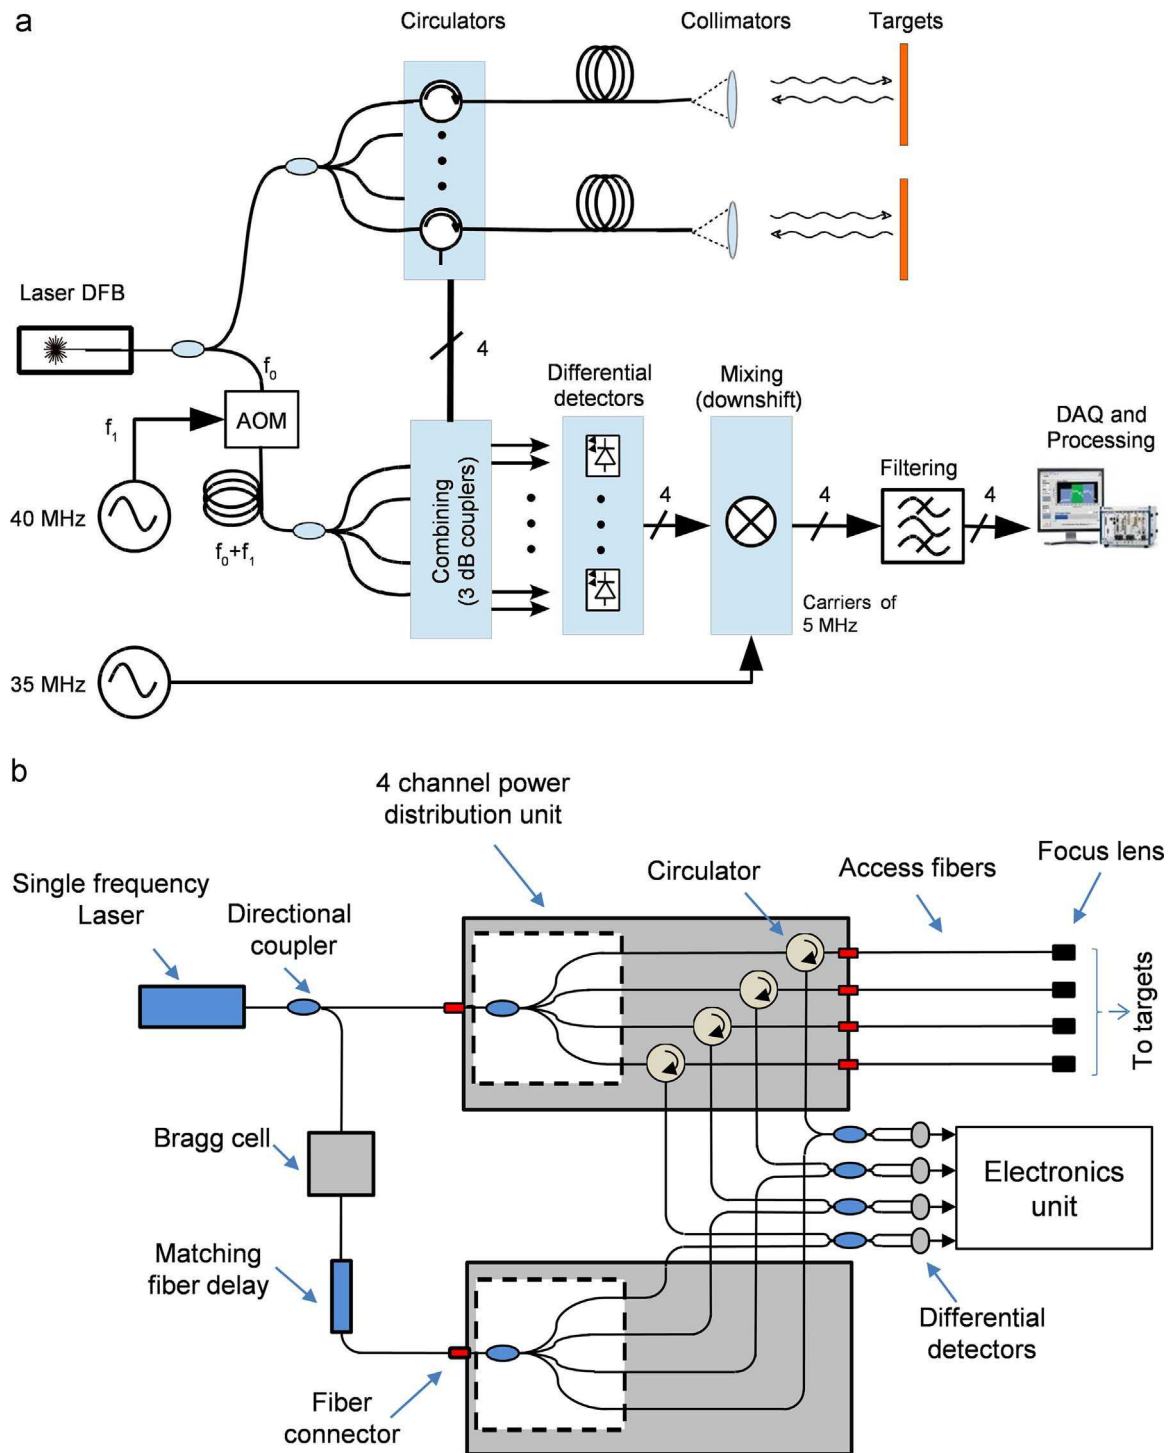 a
Circulators
Collimators
Targets
Laser DFB
f0
4
AOM
f1
40 MHz
f0+f1
Combining
(3 dB couplers)
Differential
detectors
4
Mixing
(downshift)
4
Filtering
4
DAQ and
Processing
Carriers of
5 MHz
35 MHz
b
4 channel power
distribution unit
Single frequency
Laser
Directional
coupler
Circulator
Access fibers
Focus lens
To targets
Bragg cell
Matching
fiber delay
Electronics
unit
Fiber
connector
Differential
detectors